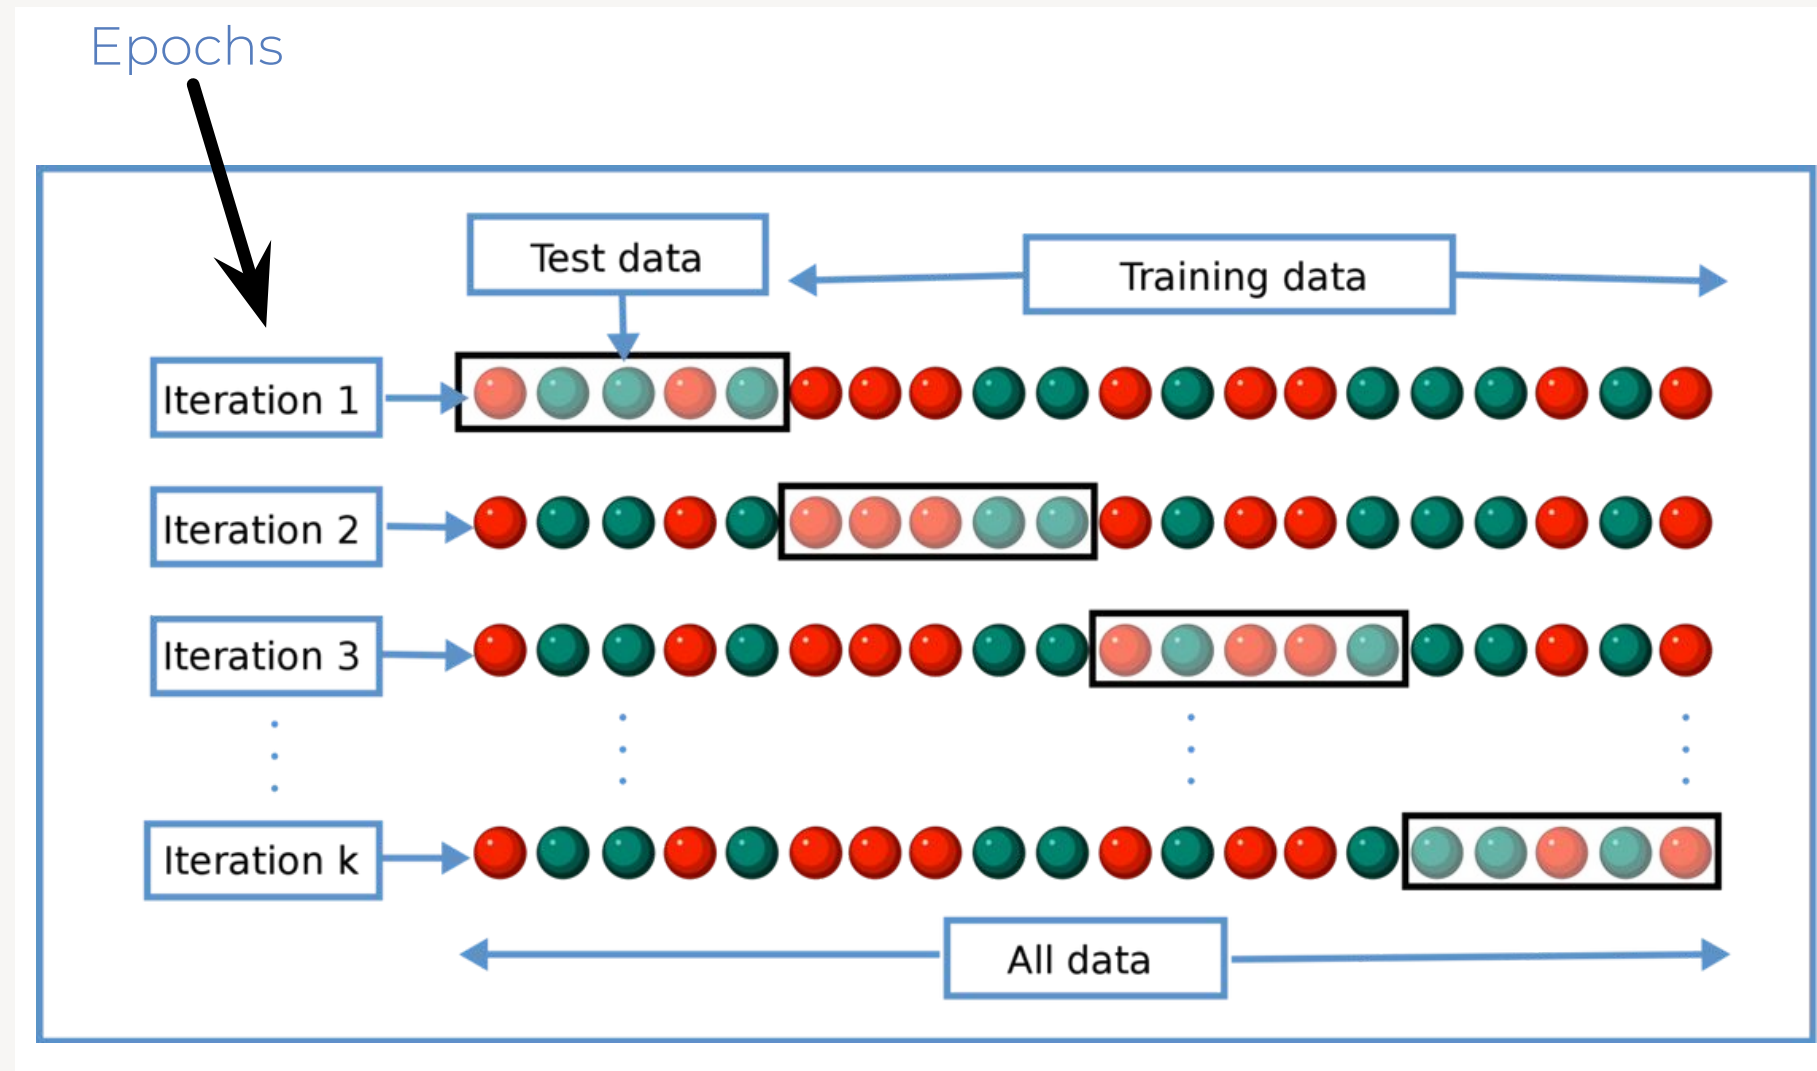 Epochs
Test data
Training data
Iteration 1
Iteration 2
Iteration 3
Iteration k
All data